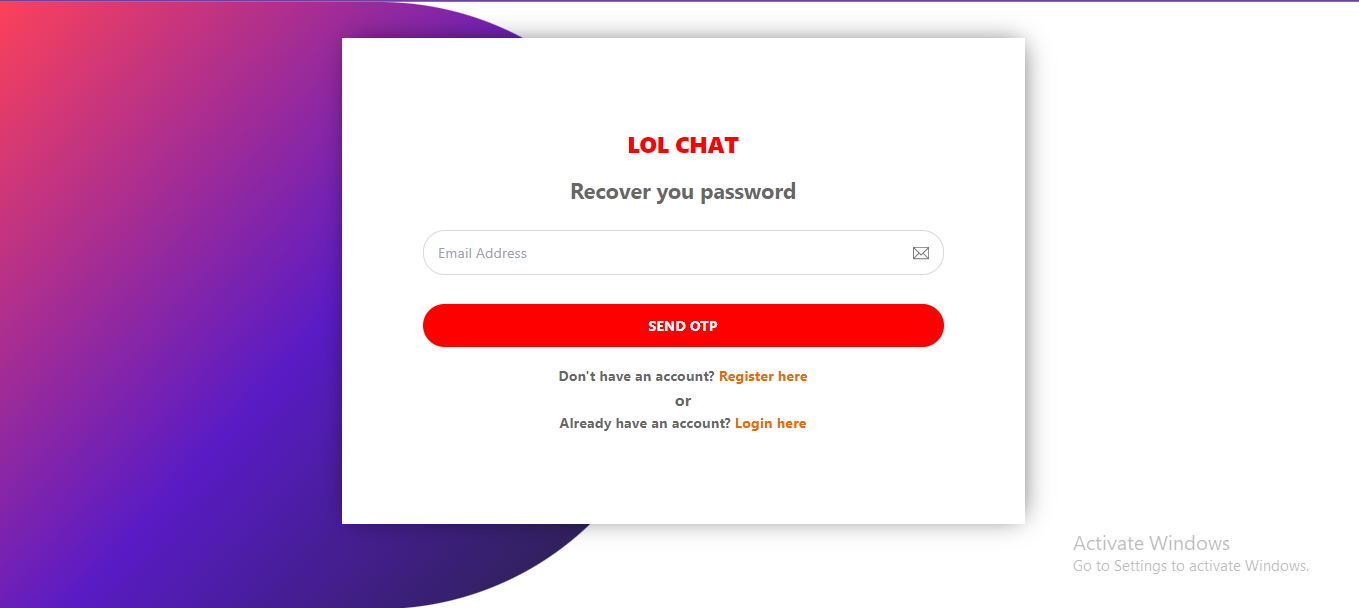 LOL CHAT
Recover you password
Email Address
SEND OTP
Don't have an account? Register here
or
Already have an account? Login here
Activate Windows
Go to Settings to activate Windows.